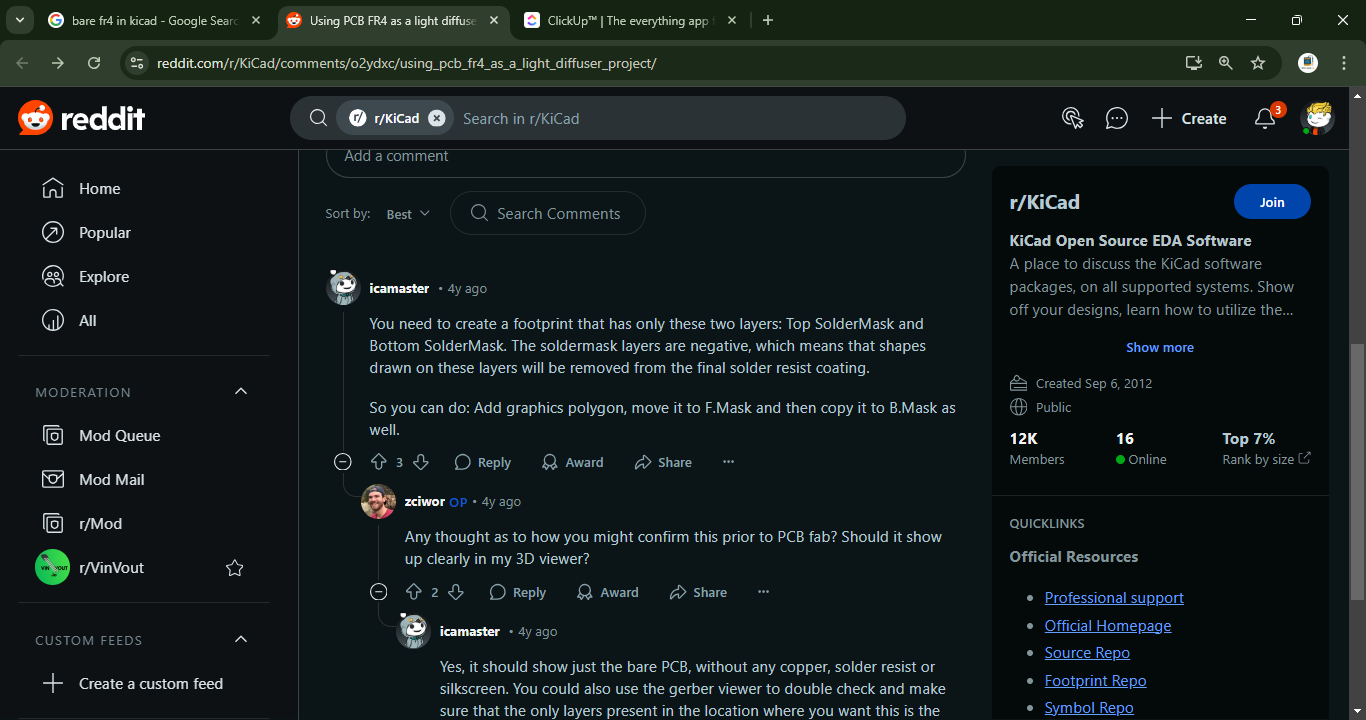 bare fr4 in kicad - Google Searc
Using PCB FR4 as a light diffuse
ClickUp™ | The everything app f
reddit.com/r/KiCad/comments/o2ydxc/using_pcb_fr4_as_a_light_diffuser_project/
reddit
r/ r/KiCad
Search in r/KiCad
Create
3
Home
Popular
Explore
All
MODERATION
Mod Queue
Mod Mail
r/Mod
r/VinVout
CUSTOM FEEDS
Create a custom feed
Add a comment
Sort by: Best
Search Comments
icamaster • 4y ago
You need to create a footprint that has only these two layers: Top SolderMask and
Bottom SolderMask. The soldermask layers are negative, which means that shapes
drawn on these layers will be removed from the final solder resist coating.
So you can do: Add graphics polygon, move it to F.Mask and then copy it to B.Mask as
well.
3 Reply Award Share ...
zciwor OP • 4y ago
Any thought as to how you might confirm this prior to PCB fab? Should it show
up clearly in my 3D viewer?
2 Reply Award Share ...
icamaster • 4y ago
Yes, it should show just the bare PCB, without any copper, solder resist or
silkscreen. You could also use the gerber viewer to double check and make
sure that the only layers present in the location where you want this is the
r/KiCad
Join
KiCad Open Source EDA Software
A place to discuss the KiCad software
packages, on all supported systems. Show
off your designs, learn how to utilize the...
Show more
Created Sep 6, 2012
Public
12K 16 Top 7%
Members Online Rank by size
QUICKLINKS
Official Resources
Professional support
Official Homepage
Source Repo
Footprint Repo
Symbol Repo